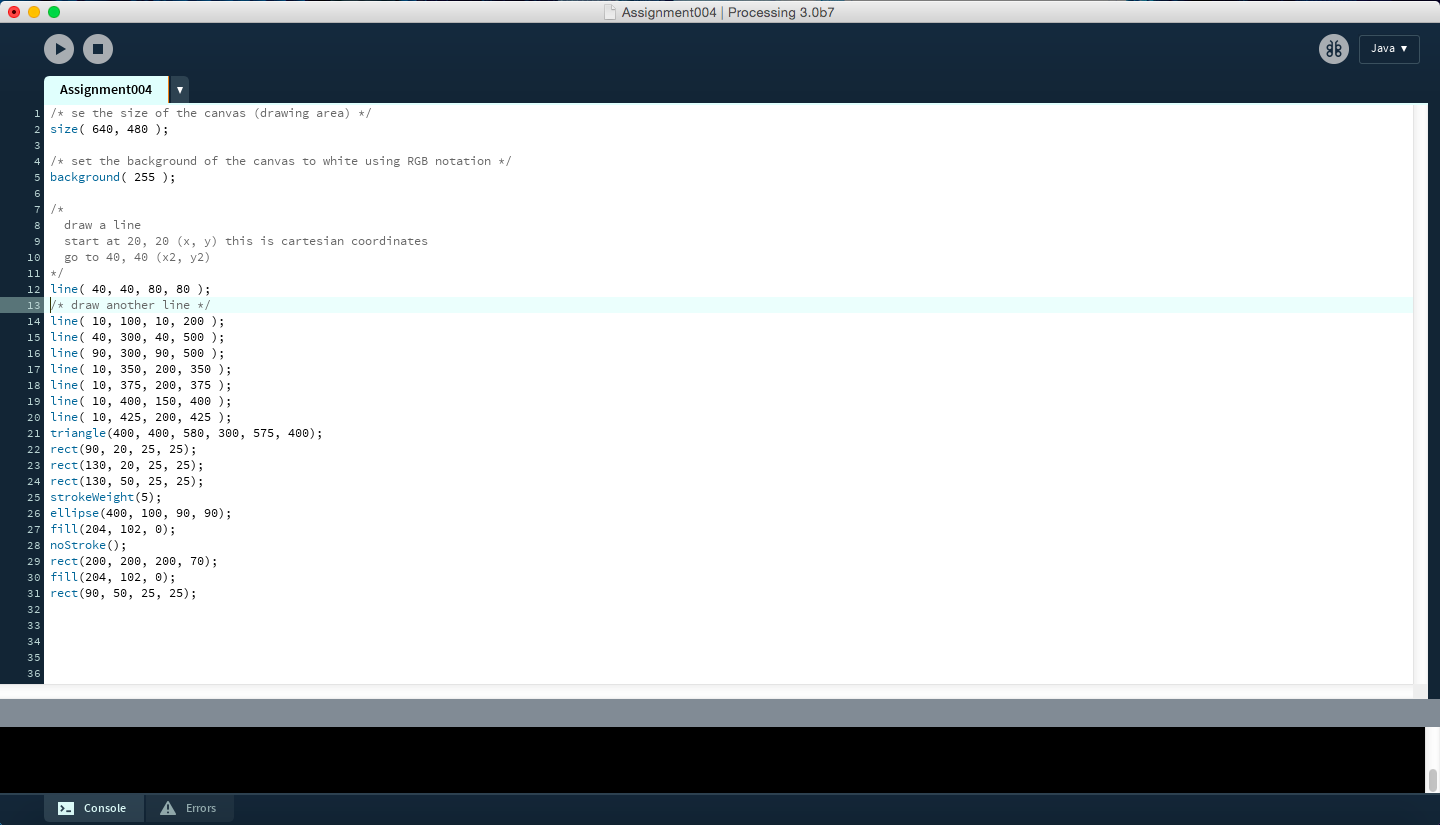 Assignment004 | Processing 3.0b7
Java ▼
Assignment004 ▼
1 /* se the size of the canvas (drawing area) */
2 size( 640, 480 );
3
4 /* set the background of the canvas to white using RGB notation */
5 background( 255 );
6
7 /*
8   draw a line
9   start at 20, 20 (x, y) this is cartesian coordinates
10   go to 40, 40 (x2, y2)
11 */
12 line( 40, 40, 80, 80 );
13 /* draw another line */
14 line( 10, 100, 10, 200 );
15 line( 40, 300, 40, 500 );
16 line( 90, 300, 90, 500 );
17 line( 10, 350, 200, 350 );
18 line( 10, 375, 200, 375 );
19 line( 10, 400, 150, 400 );
20 line( 10, 425, 200, 425 );
21 triangle(400, 400, 580, 300, 575, 400);
22 rect(90, 20, 25, 25);
23 rect(130, 20, 25, 25);
24 rect(130, 50, 25, 25);
25 strokeWeight(5);
26 ellipse(400, 100, 90, 90);
27 fill(204, 102, 0);
28 noStroke();
29 rect(200, 200, 200, 70);
30 fill(204, 102, 0);
31 rect(90, 50, 25, 25);
32
33
34
35
36
Console Errors